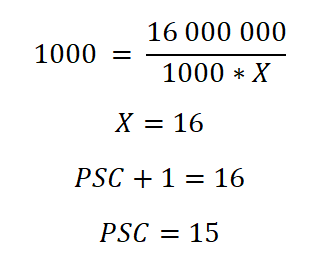 1000 = 16 000 000 / 1000 * X
X = 16
PSC + 1 = 16
PSC = 15